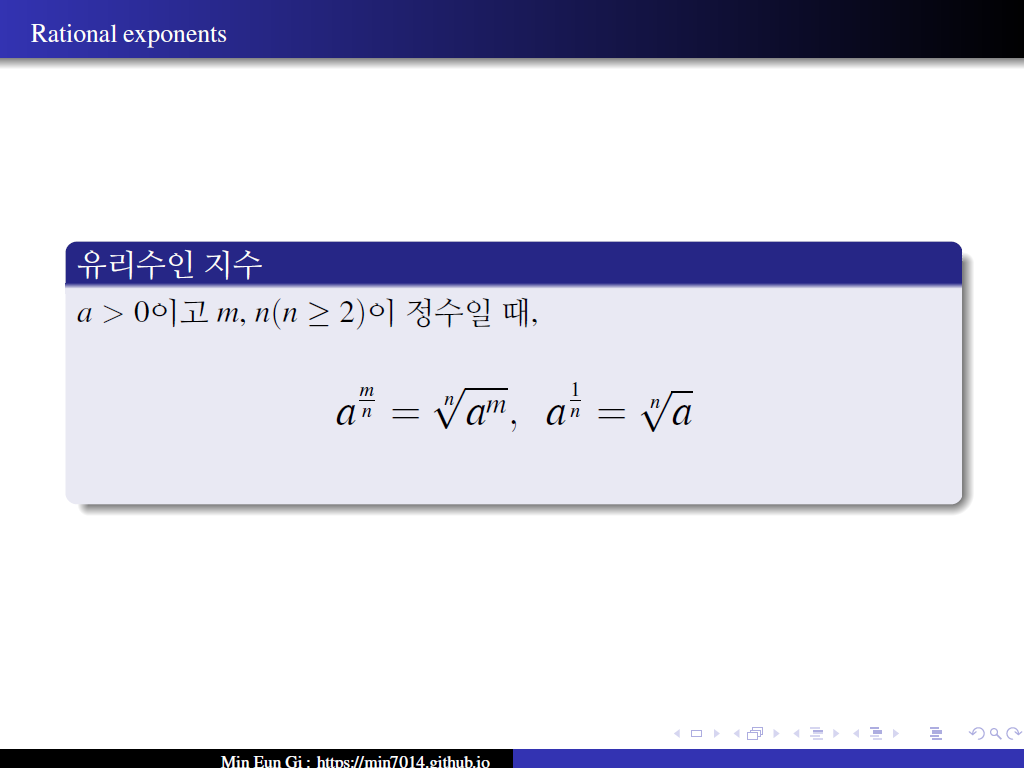 Rational exponents
유리수인 지수
a > 0이고 m, n(n ≥ 2)이 정수일 때,
a^{\frac{m}{n}} = \sqrt[n]{a^m}, a^{\frac{1}{n}} = \sqrt[n]{a}
Min Eun Gi : https://min7014.github.io